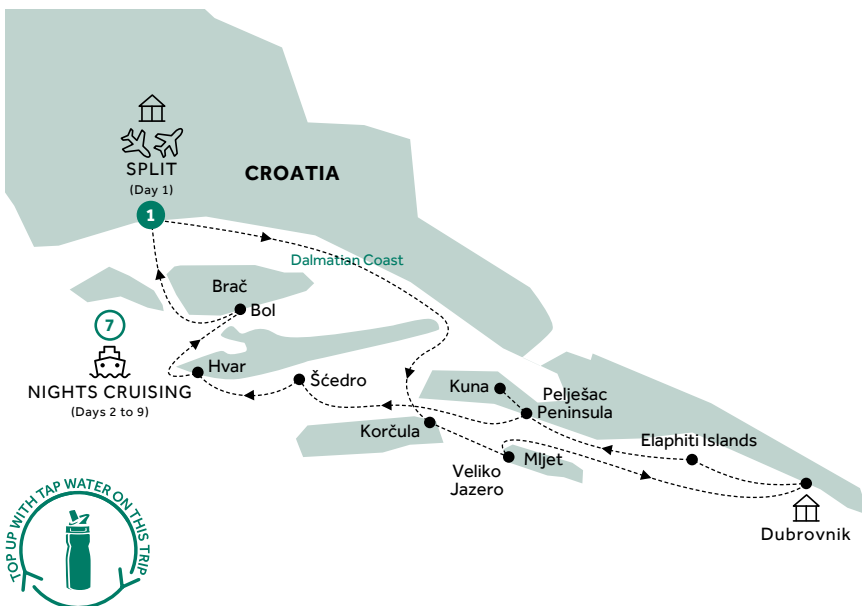 SPLIT
(Day 1)
1
CROATIA
Dalmatian Coast
Brač
Bol
7
NIGHTS CRUISING
(Days 2 to 9)
Hvar
Šćedro
Kuna
Pelješac
Peninsula
Korčula
Elaphiti Islands
Mljet
Veliko
Jazero
Dubrovnik
TOP UP WITH TAP WATER ON THIS TRIP